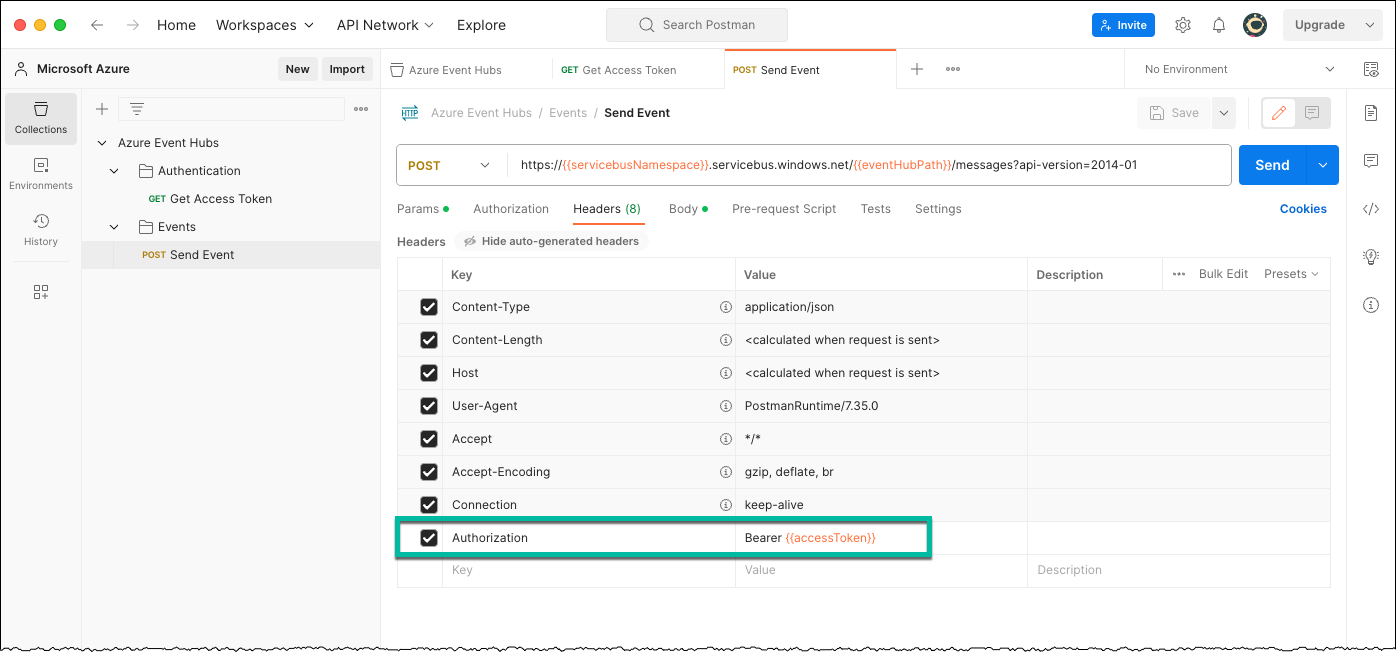 Home Workspaces API Network Explore Search Postman Invite Upgrade
Microsoft Azure New Import
Azure Event Hubs GET Get Access Token POST Send Event No Environment
Collections
Environments
History
Azure Event Hubs
Authentication
GET Get Access Token
Events
POST Send Event
HTTP Azure Event Hubs / Events / Send Event Save
POST https://{{servicebusNamespace}}.servicebus.windows.net/{{eventHubPath}}/messages?api-version=2014-01 Send
Params Authorization Headers (8) Body Pre-request Script Tests Settings Cookies
Headers Hide auto-generated headers
Key Value Description Bulk Edit Presets
Content-Type application/json
Content-Length <calculated when request is sent>
Host <calculated when request is sent>
User-Agent PostmanRuntime/7.35.0
Accept */*
Accept-Encoding gzip, deflate, br
Connection keep-alive
Authorization Bearer {{accessToken}}
Key Value Description